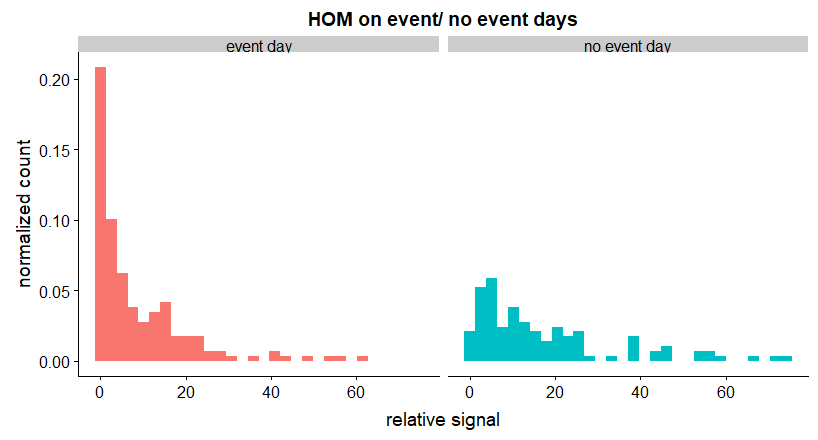 HOM on event/ no event days
event day
no event day
normalized count
0.20
0.15
0.10
0.05
0.00
0
20
40
60
0
20
40
60
relative signal